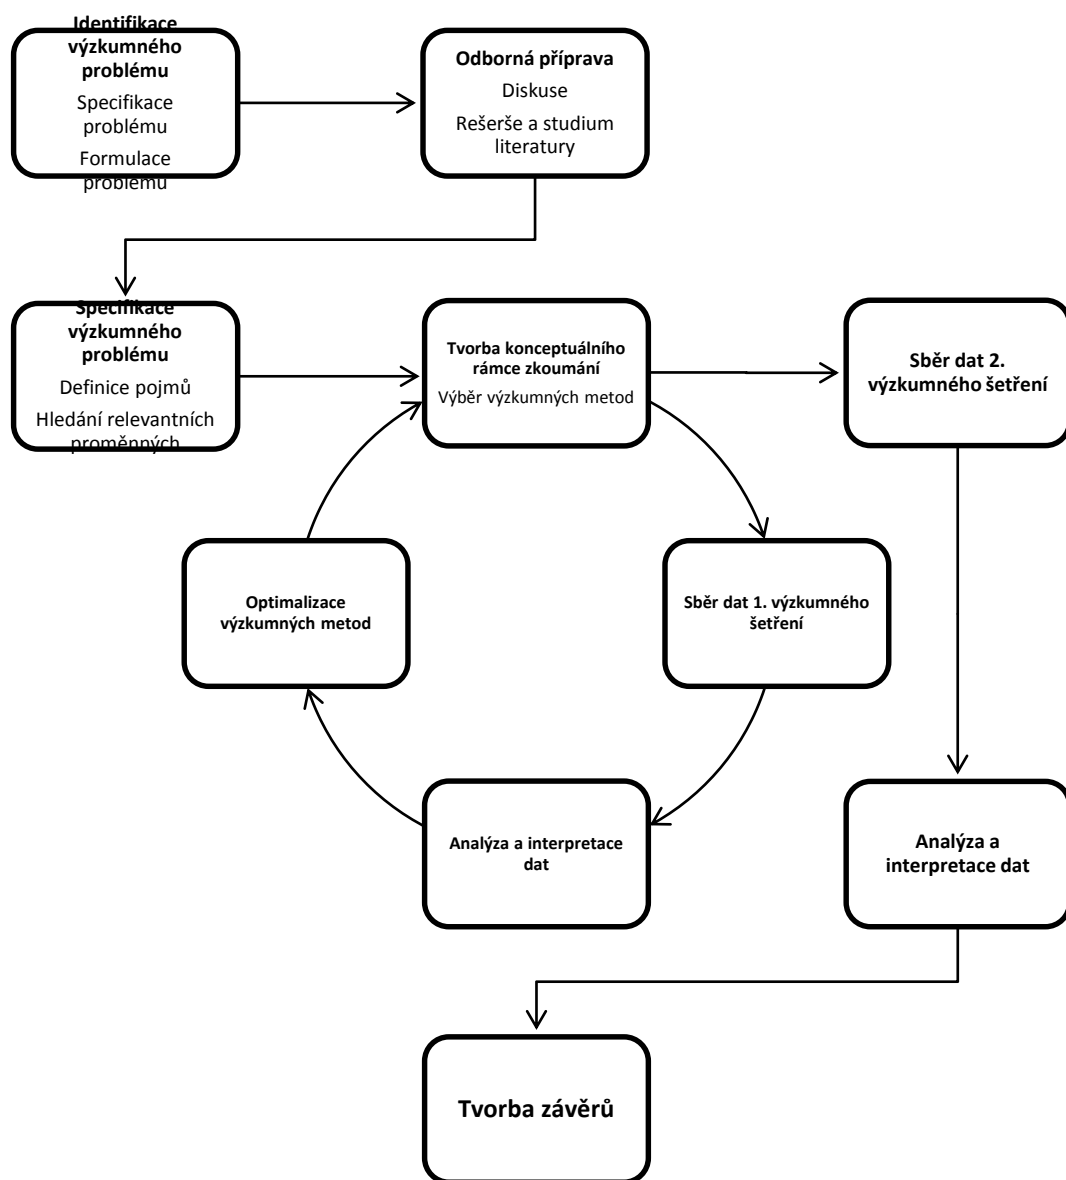 Identifikace
výzkumného
problému
Specifikace
problému
Formulace
problému
Odborná příprava
Diskuse
Rešerše a studium
literatury
Specifikace
výzkumného
problému
Definice pojmů
Hledání relevantních
proměnných
Tvorba konceptuálního
rámce zkoumání
Výběr výzkumných metod
Sběr dat 2.
výzkumného šetření
Optimalizace
výzkumných metod
Sběr dat 1. výzkumného
šetření
Analýza a interpretace
dat
Analýza a
interpretace dat
Tvorba závěrů